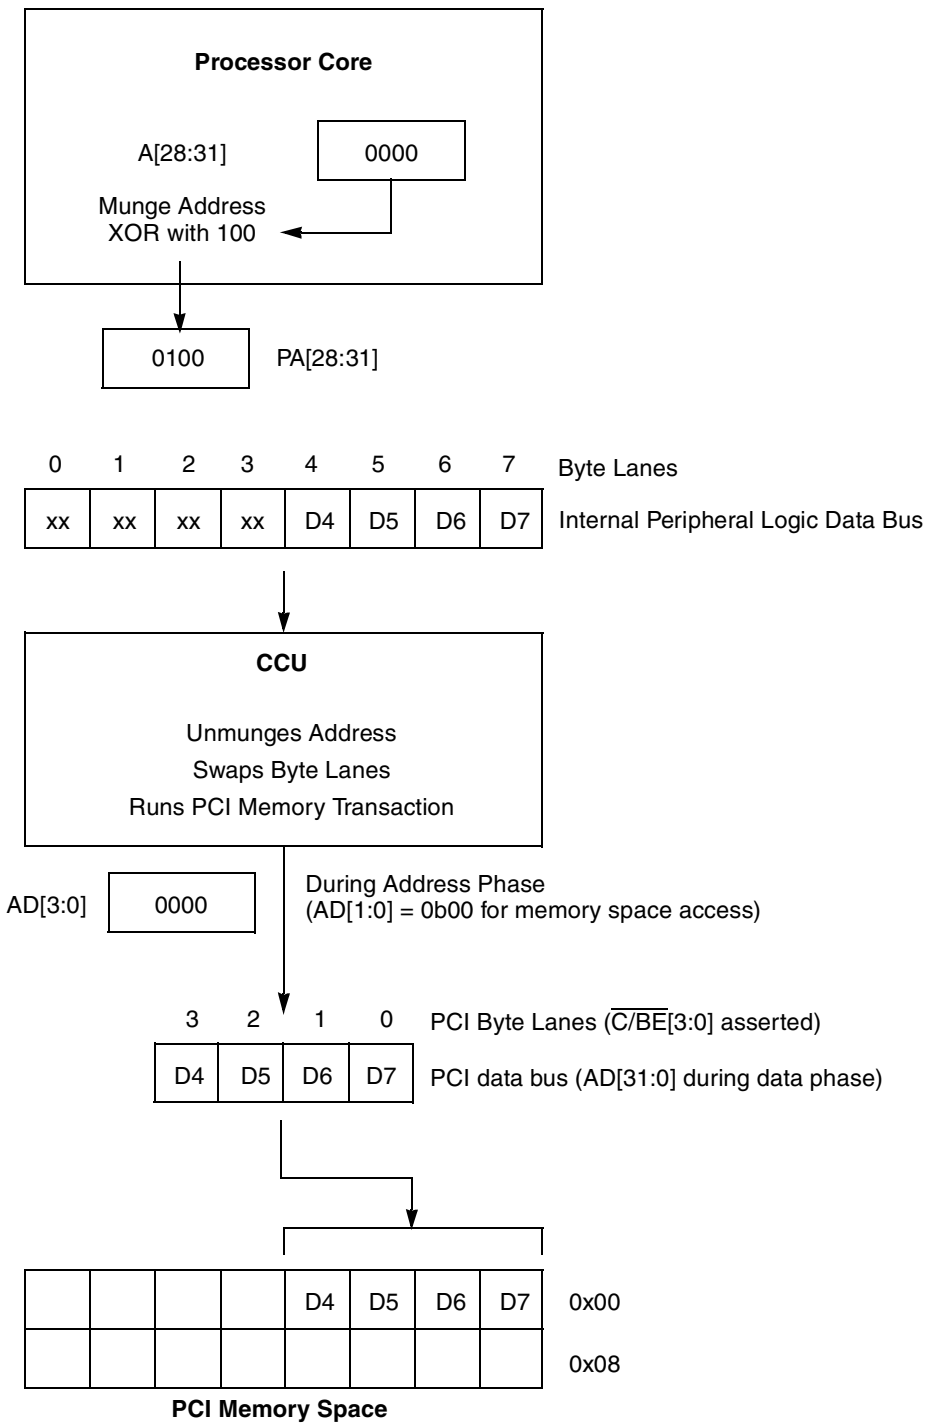 Processor Core
A[28:31] 0000
Munge Address
XOR with 100
0100 PA[28:31]
0 1 2 3 4 5 6 7 Byte Lanes
xx xx xx xx D4 D5 D6 D7 Internal Peripheral Logic Data Bus
CCU
Unmunges Address
Swaps Byte Lanes
Runs PCI Memory Transaction
AD[3:0] 0000
During Address Phase
(AD[1:0] = 0b00 for memory space access)
3 2 1 0 PCI Byte Lanes (C/BE[3:0] asserted)
D4 D5 D6 D7 PCI data bus (AD[31:0] during data phase)
D4 D5 D6 D7 0x00
0x08
PCI Memory Space